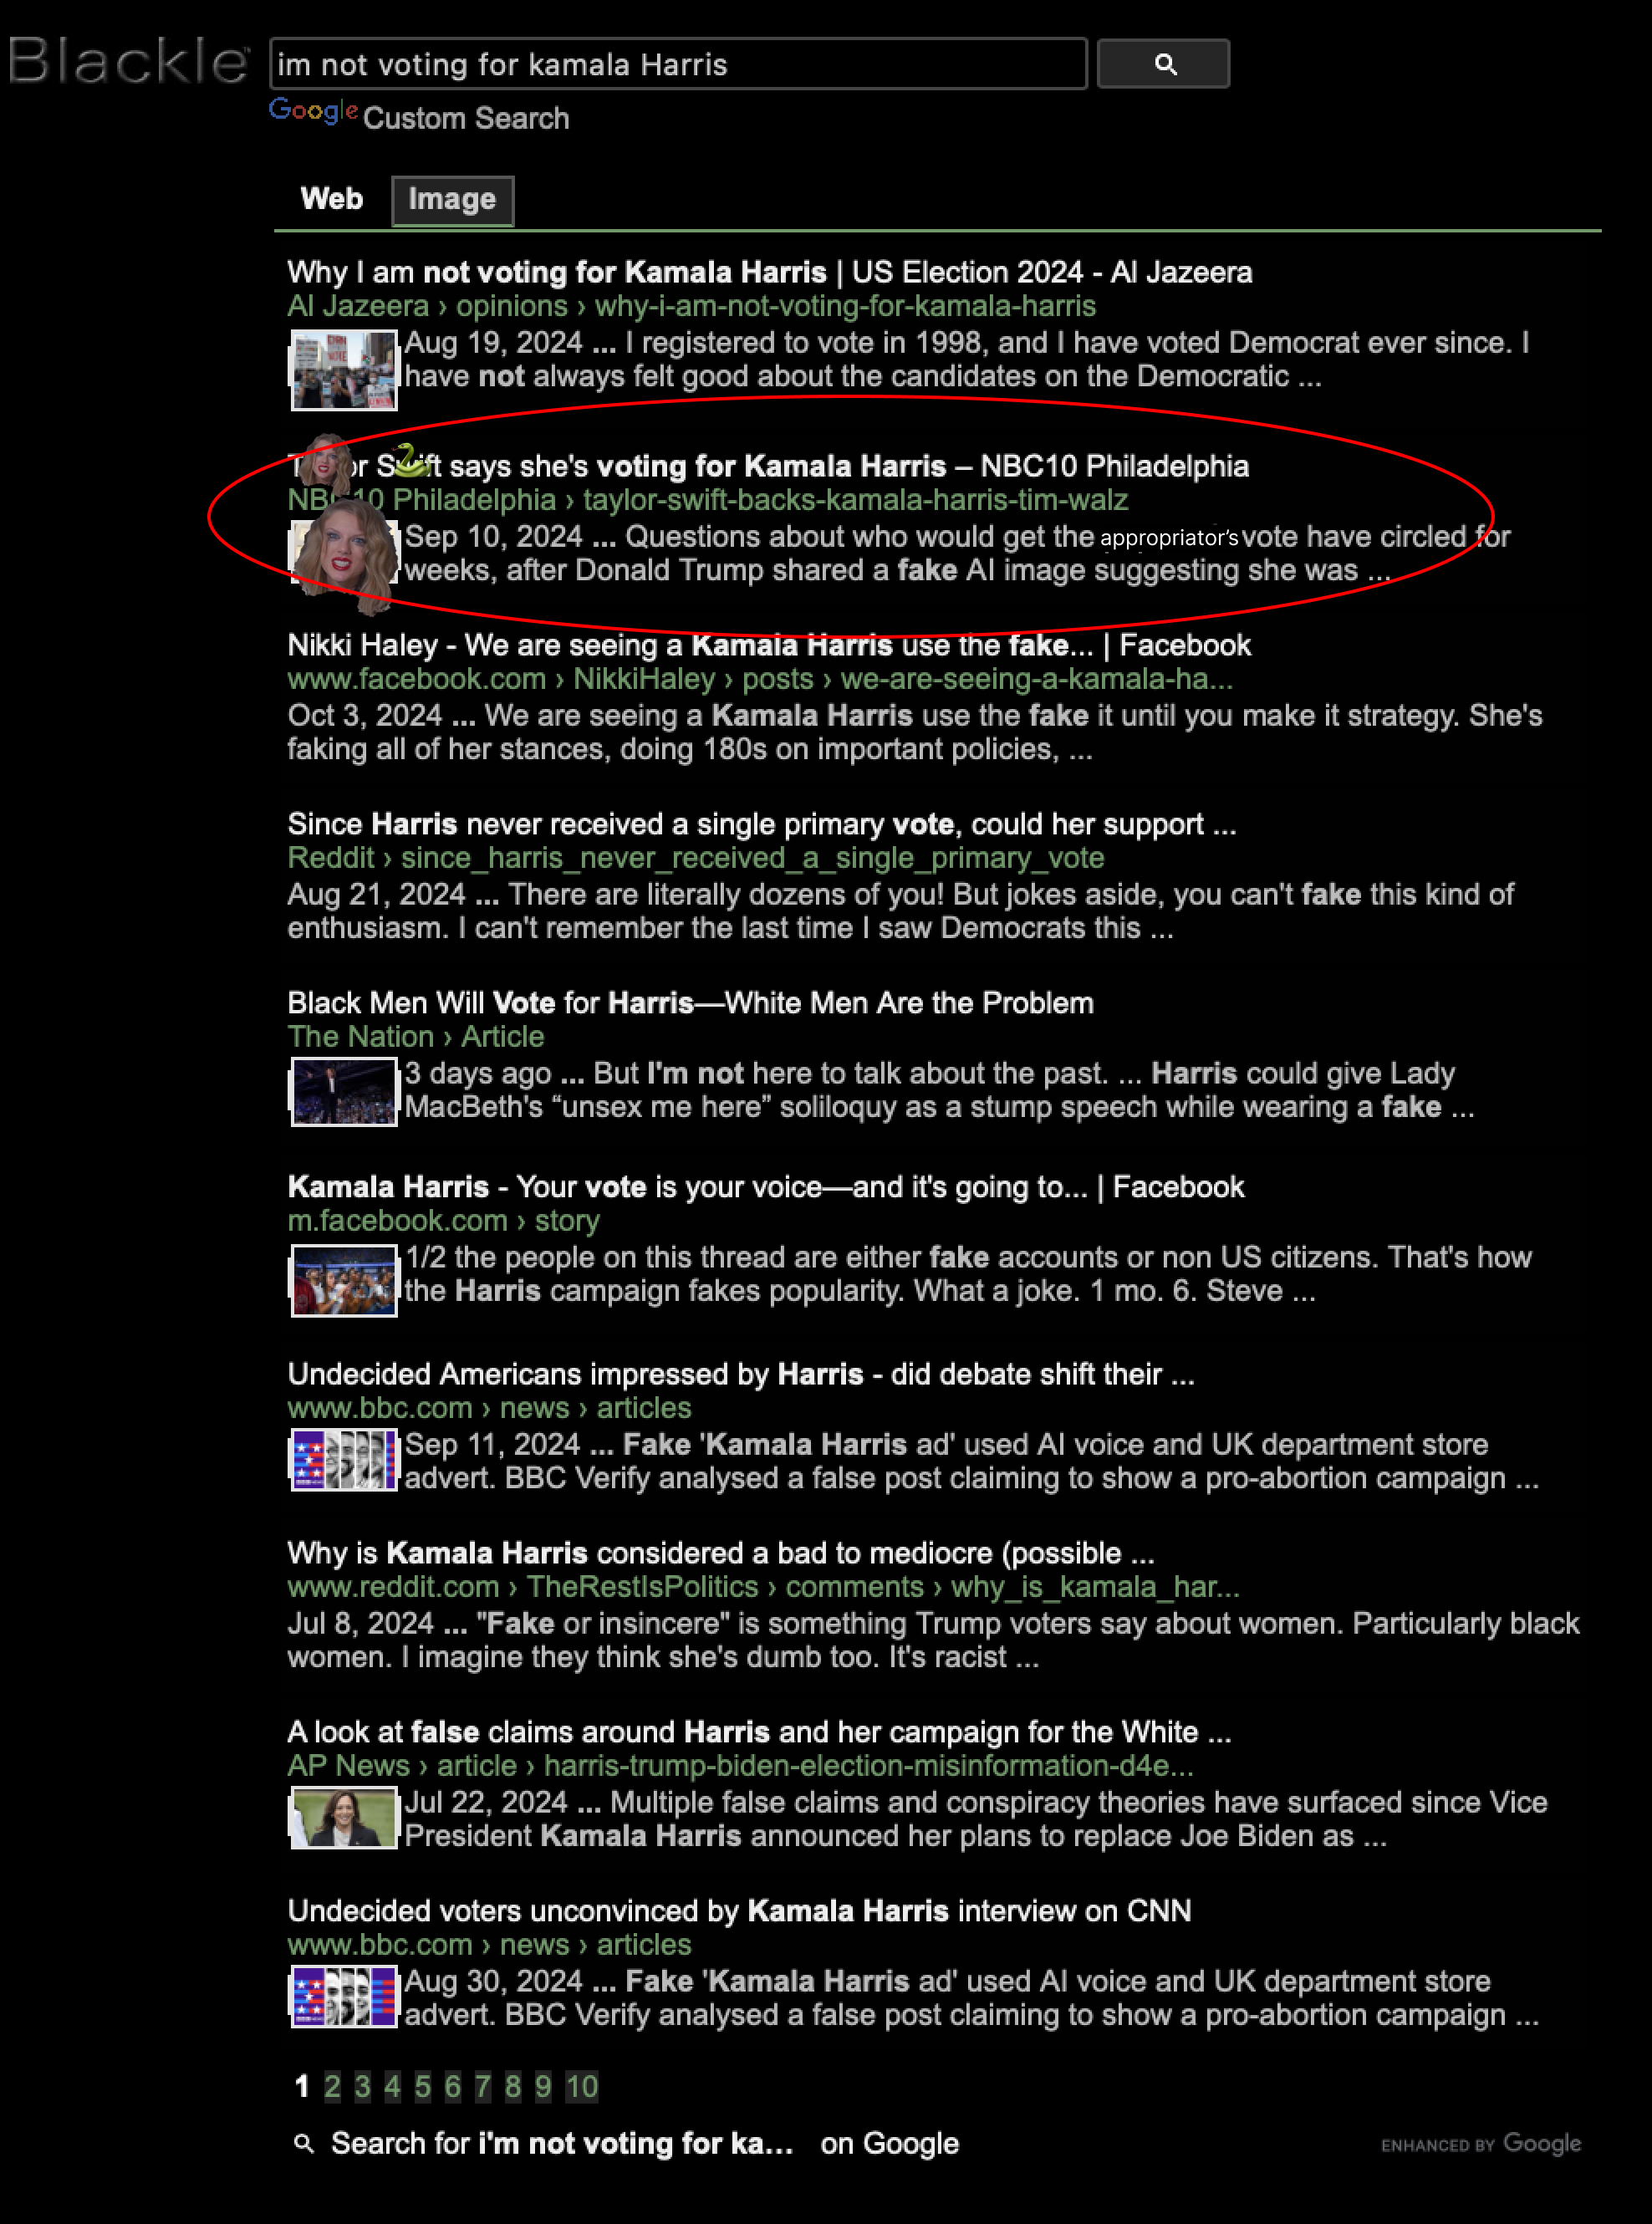 Blackle™
im not voting for kamala Harris
Google Custom Search
Web Image
Why I am not voting for Kamala Harris | US Election 2024 - Al Jazeera
Al Jazeera › opinions › why-i-am-not-voting-for-kamala-harris
Aug 19, 2024 ... I registered to vote in 1998, and I have voted Democrat ever since. I
have not always felt good about the candidates on the Democratic ...
says she's voting for Kamala Harris – NBC10 Philadelphia
Philadelphia › taylor-swift-backs-kamala-harris-tim-walz
Sep 10, 2024 ... Questions about who would get the appropriator's vote have circled for
weeks, after Donald Trump shared a fake AI image suggesting she was ...
Nikki Haley - We are seeing a Kamala Harris use the fake... | Facebook
www.facebook.com › NikkiHaley › posts › we-are-seeing-a-kamala-ha...
Oct 3, 2024 ... We are seeing a Kamala Harris use the fake it until you make it strategy. She's
faking all of her stances, doing 180s on important policies, ...
Since Harris never received a single primary vote, could her support ...
Reddit › since_harris_never_received_a_single_primary_vote
Aug 21, 2024 ... There are literally dozens of you! But jokes aside, you can't fake this kind of
enthusiasm. I can't remember the last time I saw Democrats this ...
Black Men Will Vote for Harris—White Men Are the Problem
The Nation › Article
3 days ago ... But I'm not here to talk about the past. ... Harris could give Lady
MacBeth's “unsex me here” soliloquy as a stump speech while wearing a fake ...
Kamala Harris - Your vote is your voice—and it's going to... | Facebook
m.facebook.com › story
1/2 the people on this thread are either fake accounts or non US citizens. That's how
the Harris campaign fakes popularity. What a joke. 1 mo. 6. Steve ...
Undecided Americans impressed by Harris - did debate shift their ...
www.bbc.com › news › articles
Sep 11, 2024 ... Fake 'Kamala Harris ad' used AI voice and UK department store
advert. BBC Verify analysed a false post claiming to show a pro-abortion campaign ...
Why is Kamala Harris considered a bad to mediocre (possible ...
www.reddit.com › TheRestIsPolitics › comments › why_is_kamala_har...
Jul 8, 2024 ... "Fake or insincere" is something Trump voters say about women. Particularly black
women. I imagine they think she's dumb too. It's racist ...
A look at false claims around Harris and her campaign for the White ...
AP News › article › harris-trump-biden-election-misinformation-d4e...
Jul 22, 2024 ... Multiple false claims and conspiracy theories have surfaced since Vice
President Kamala Harris announced her plans to replace Joe Biden as ...
Undecided voters unconvinced by Kamala Harris interview on CNN
www.bbc.com › news › articles
Aug 30, 2024 ... Fake 'Kamala Harris ad' used AI voice and UK department store
advert. BBC Verify analysed a false post claiming to show a pro-abortion campaign ...
1 2 3 4 5 6 7 8 9 10
Search for i'm not voting for ka... on Google
ENHANCED BY Google